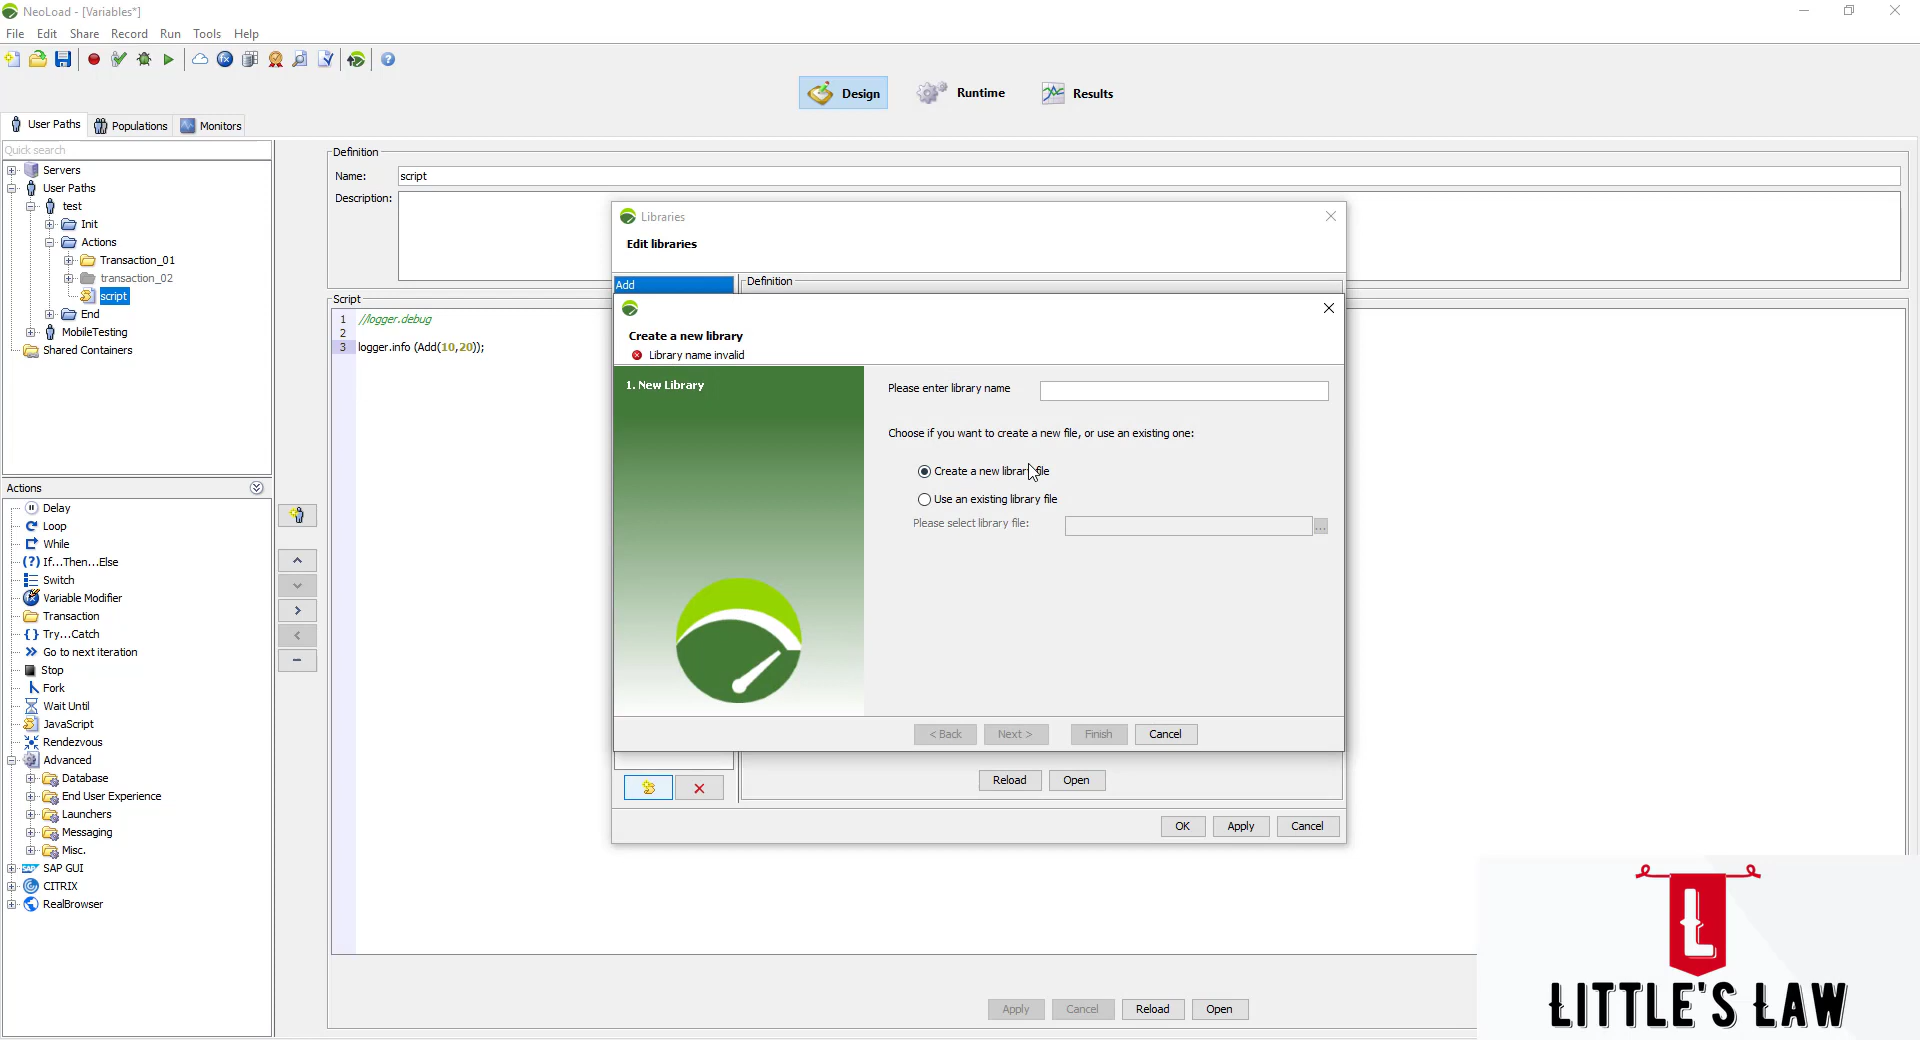 NeoLoad - [Variables*]
File Edit Share Record Run Tools Help
Design Runtime Results
User Paths Populations Monitors
Quick search
Servers
User Paths
test
Init
Actions
Transaction_01
transaction_02
script
End
MobileTesting
Shared Containers
Actions
Delay
Loop
While
If...Then...Else
Switch
Variable Modifier
Transaction
Try...Catch
Go to next iteration
Stop
Fork
Wait Until
JavaScript
Rendezvous
Advanced
Database
End User Experience
Launchers
Messaging
Misc.
SAP GUI
CITRIX
RealBrowser
Definition
Name: script
Description:
Script
1 //logger.debug
2
3 logger.info (Add(10,20));
Libraries
Edit libraries
Add
Definition
Create a new library
Library name invalid
1. New Library
Please enter library name
Choose if you want to create a new file, or use an existing one:
Create a new library file
Use an existing library file
Please select library file: ...
< Back Next > Finish Cancel
Reload Open
OK Apply Cancel
Apply Cancel Reload Open
L
LITTLE'S LAW